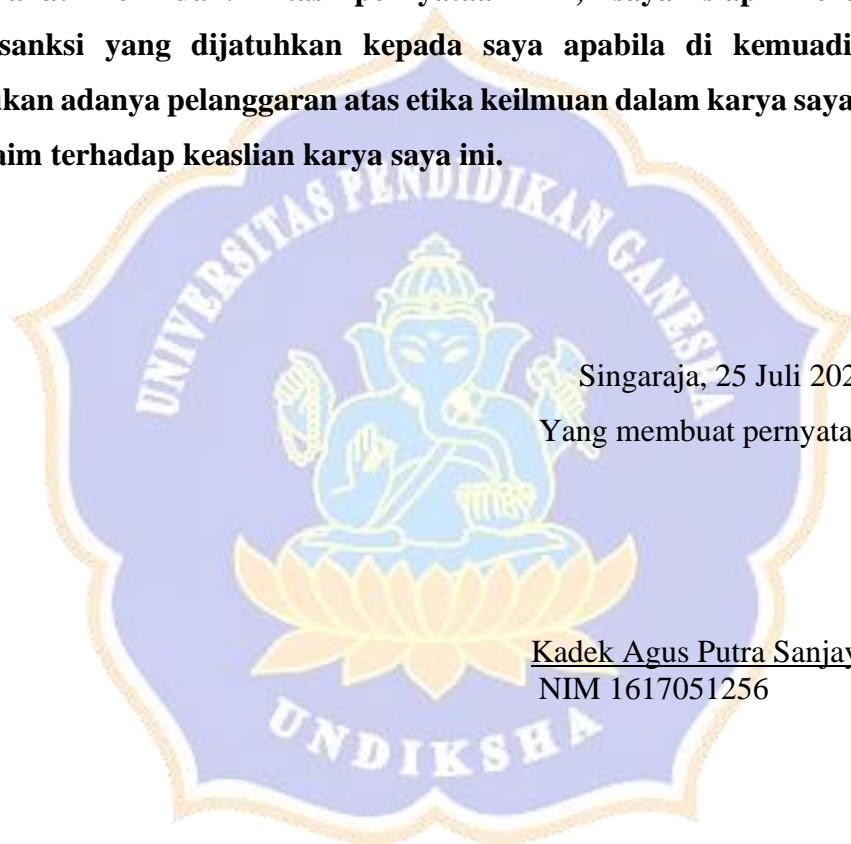 sanksi yang dijatuhkan kepada saya apabila di kemuadi
kan adanya pelanggaran atas etika keilmuan dalam karya saya
aim terhadap keaslian karya saya ini.
UNIVERSITAS PENDIDIKAN GANESHA
Singaraja, 25 Juli 202
Yang membuat pernyata
Kadek Agus Putra Sanjay
NIM 1617051256
UNDIKSHA